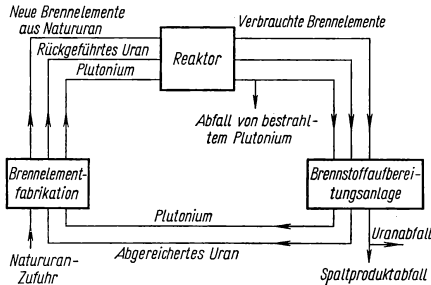 Neue Brennelemente
aus Natururan
Verbrauchte Brennelemente
Rückgeführtes Uran
Reaktor
Plutonium
Abfall von bestrahl-
tem Plutonium
Brennelement-
fabrikation
Brennstoffaufberei-
tungsanlage
Plutonium
Uranabfall
Abgereichertes Uran
Natururan-
Zufuhr
Spaltproduktabfall